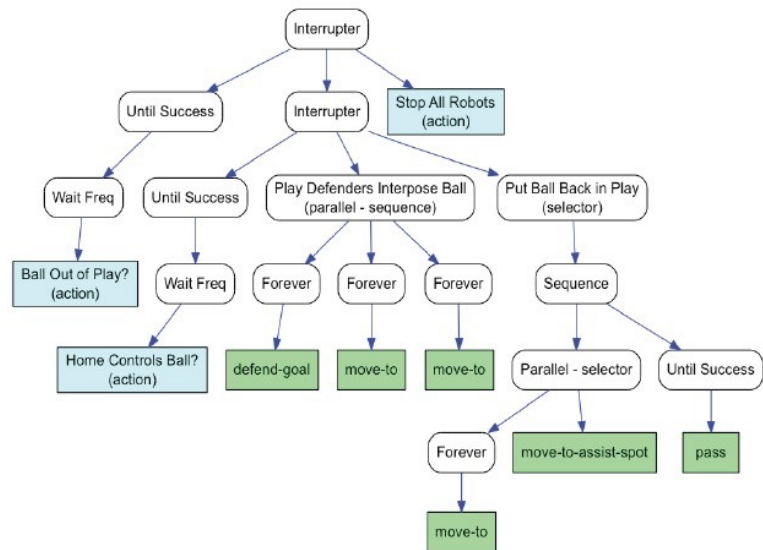 Interrupter
Until Success
Interrupter
Stop All Robots
(action)
Wait Freq
Until Success
Play Defenders Interpose Ball
(parallel - sequence)
Put Ball Back in Play
(selector)
Ball Out of Play?
(action)
Wait Freq
Forever
Forever
Forever
Sequence
Home Controls Ball?
(action)
defend-goal
move-to
move-to
Parallel - selector
Until Success
Forever
move-to-assist-spot
pass
move-to